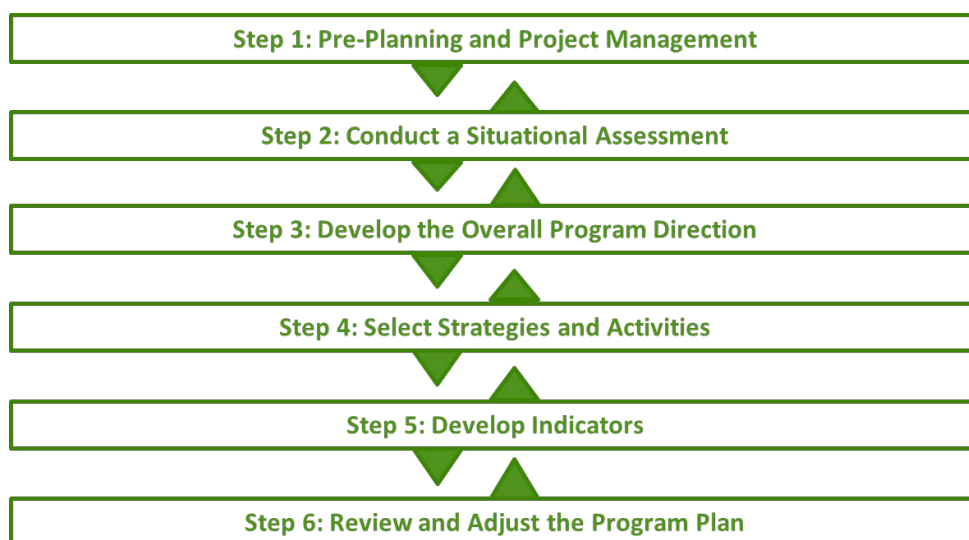 Step 1: Pre-Planning and Project Management
Step 2: Conduct a Situational Assessment
Step 3: Develop the Overall Program Direction
Step 4: Select Strategies and Activities
Step 5: Develop Indicators
Step 6: Review and Adjust the Program Plan